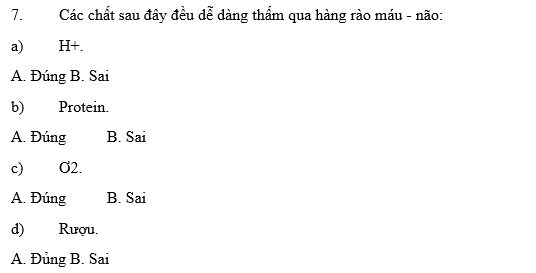 7. Các chất sau đây đều dễ dàng thấm qua hàng rào máu - não:
a) H+.
A. Đúng B. Sai
b) Protein.
A. Đúng B. Sai
c) Ơ2.
A. Đúng B. Sai
d) Rượu.
A. Đủng B. Sai